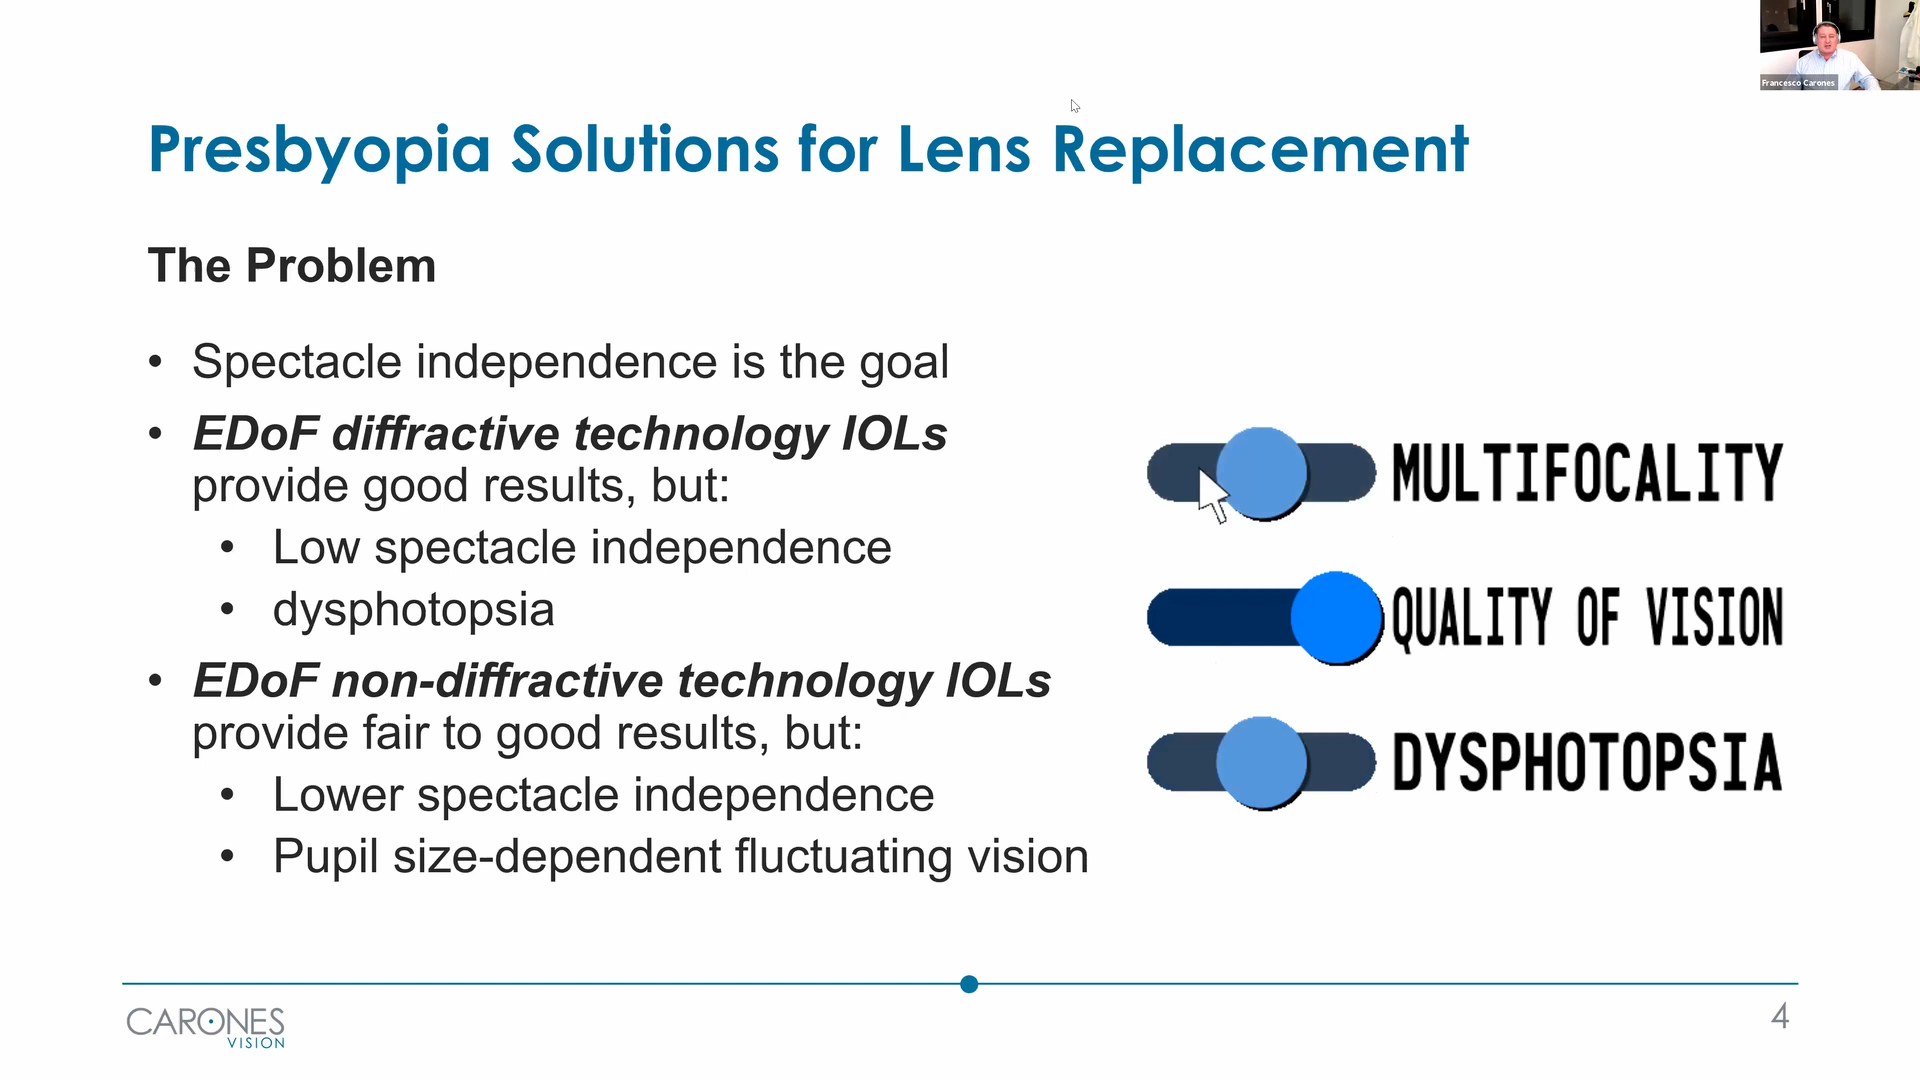 Francesco Carones
Presbyopia Solutions for Lens Replacement
The Problem
• Spectacle independence is the goal
• EDoF diffractive technology IOLs
provide good results, but:
• Low spectacle independence
• dysphotopsia
• EDoF non-diffractive technology IOLs
provide fair to good results, but:
• Lower spectacle independence
• Pupil size-dependent fluctuating vision
MULTIFOCALITY
QUALITY OF VISION
DYSPHOTOPSIA
CARONES
VISION
4